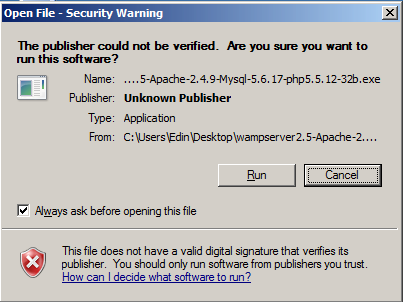 Open File - Security Warning
The publisher could not be verified. Are you sure you want to
run this software?
Name: ....5-Apache-2.4.9-Mysql-5.6.17-php5.5.12-32b.exe
Publisher: Unknown Publisher
Type: Application
From: C:\Users\Edin\Desktop\wampserver2.5-Apache-2....
Run Cancel
Always ask before opening this file
This file does not have a valid digital signature that verifies its
publisher. You should only run software from publishers you trust.
How can I decide what software to run?